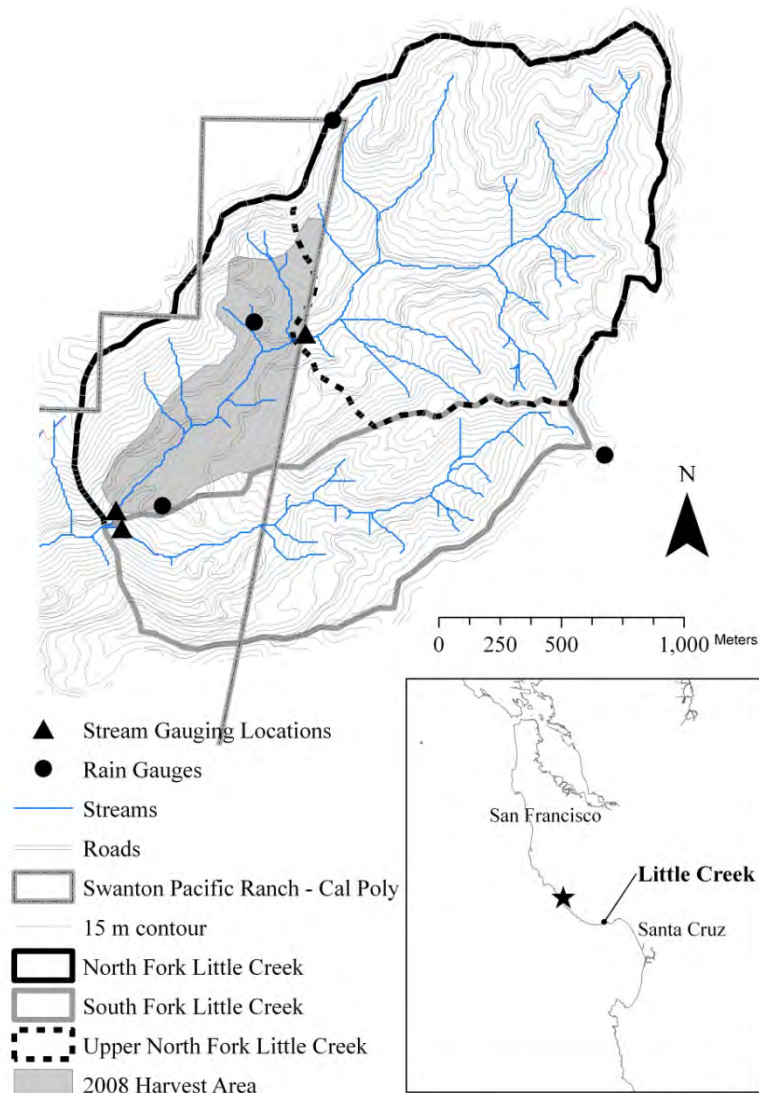 N
0 250 500 1,000 Meters
Stream Gauging Locations
Rain Gauges
Streams
Roads
Swanton Pacific Ranch - Cal Poly
15 m contour
North Fork Little Creek
South Fork Little Creek
Upper North Fork Little Creek
2008 Harvest Area
San Francisco
Little Creek
Santa Cruz